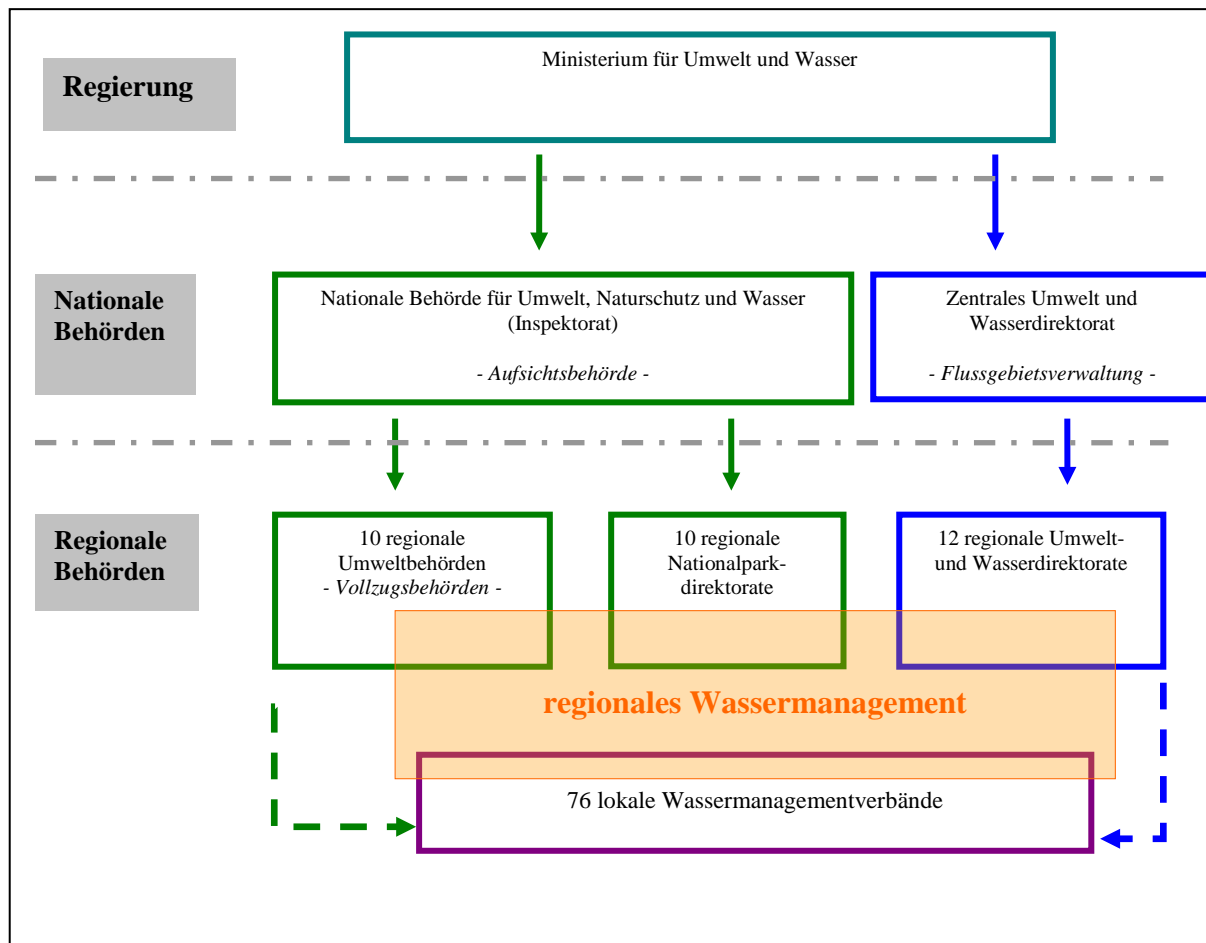 Regierung
Ministerium für Umwelt und Wasser
Nationale
Behörden
Nationale Behörde für Umwelt, Naturschutz und Wasser
(Inspektorat)
- Aufsichtsbehörde -
Zentrales Umwelt und
Wasserdirektorat
- Flussgebietsverwaltung -
Regionale
Behörden
10 regionale
Umweltbehörden
- Vollzugsbehörden -
10 regionale
Nationalpark-
direktorate
12 regionale Umwelt-
und Wasserdirektorate
regionales Wassermanagement
76 lokale Wassermanagementverbände